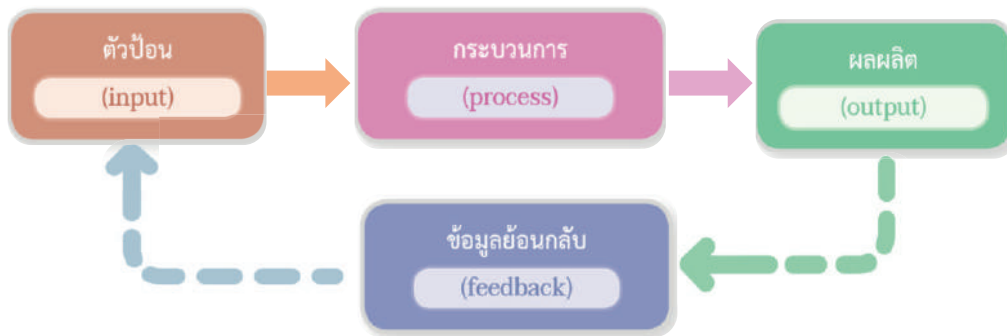 ตัวป้อน
(input)
กระบวนการ
(process)
ผลผลิต
(output)
ข้อมูลย้อนกลับ
(feedback)